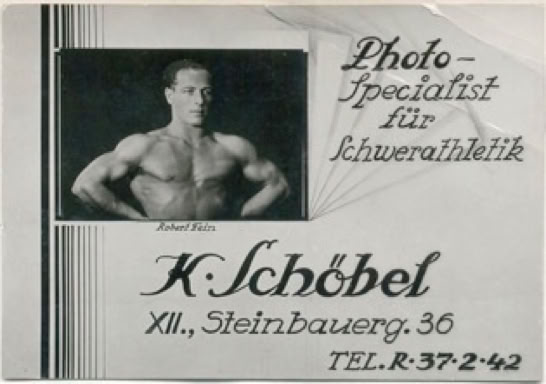 Photo-
Specialist
für
Schwerathletik
Robert Fein
K. Schöbel
XII., Steinbauerg. 36
TEL. R·37·2·42